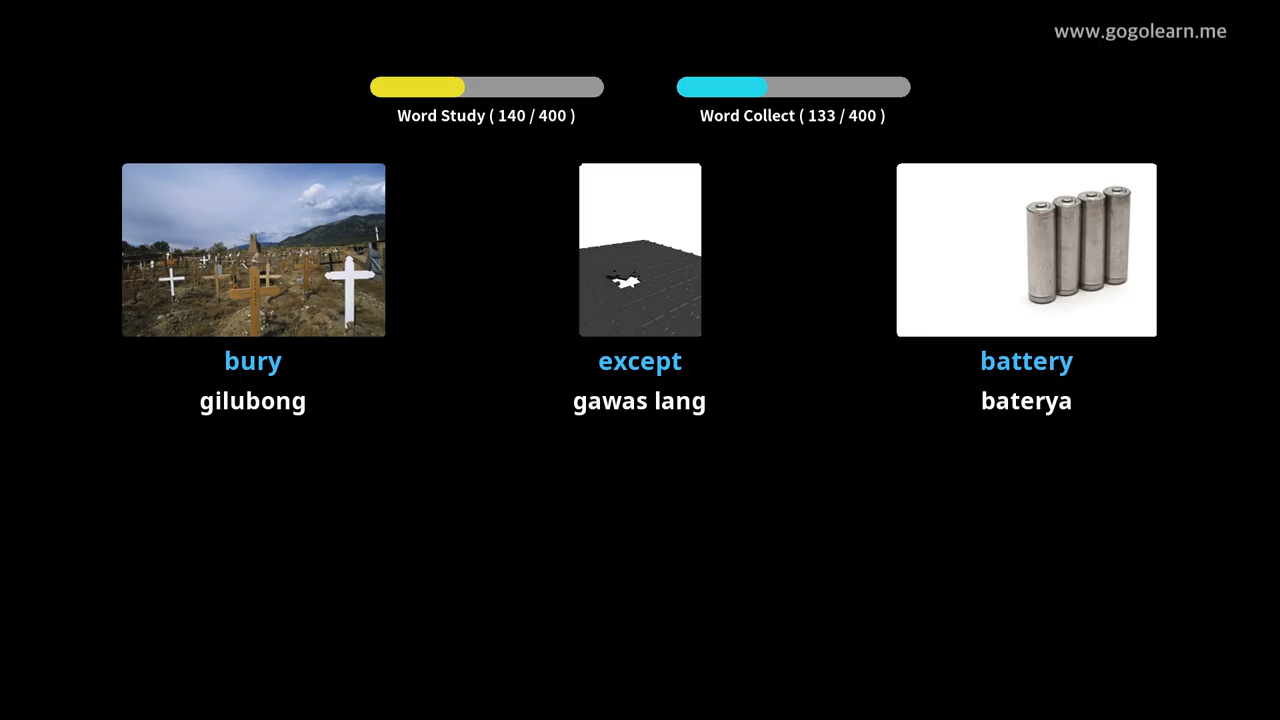 www.gogolearn.me
Word Study ( 140 / 400 )
Word Collect ( 133 / 400 )
bury
except
battery
gilubong
gawas lang
baterya